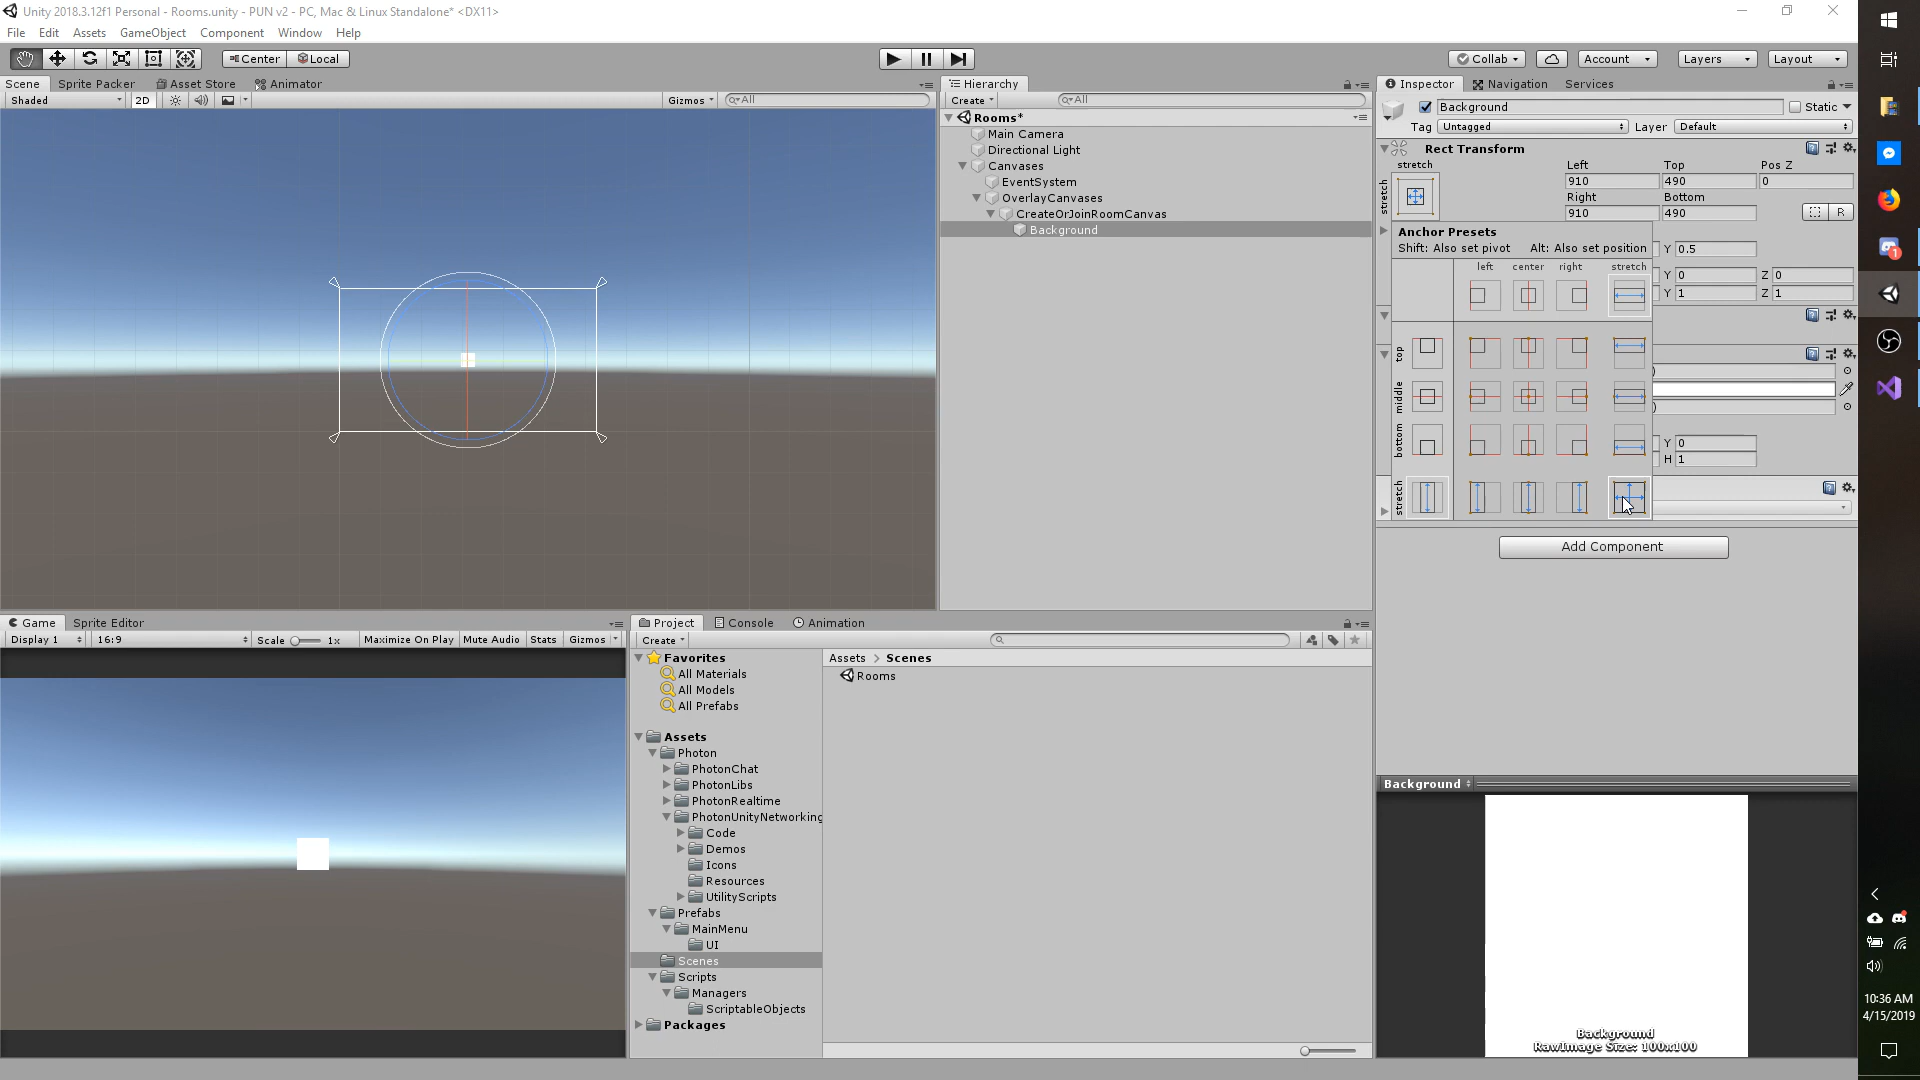 Unity 2018.3.12f1 Personal - Rooms.unity - PUN v2 - PC, Mac & Linux Standalone* <DX11>
File Edit Assets GameObject Component Window Help
Center Local
Collab Account Layers Layout
Scene Sprite Packer Asset Store Animator
Shaded 2D Gizmos All
Hierarchy
Create All
Rooms*
Main Camera
Directional Light
Canvases
EventSystem
OverlayCanvases
CreateOrJoinRoomCanvas
Background
Inspector Navigation Services
Background Static
Tag Untagged Layer Default
Rect Transform
stretch
stretch
Left Top Pos Z
910 490 0
Right Bottom
910 490 R
Anchor Presets
Shift: Also set pivot Alt: Also set position
Y 0.5
left center right stretch
Y 0 Z 0
Y 1 Z 1
top
middle
bottom
stretch
Y 0
H 1
Add Component
Game Sprite Editor
Display 1 16:9 Scale 1x Maximize On Play Mute Audio Stats Gizmos
Project Console Animation
Create
Favorites
All Materials
All Models
All Prefabs
Assets
Photon
PhotonChat
PhotonLibs
PhotonRealtime
PhotonUnityNetworking
Code
Demos
Icons
Resources
UtilityScripts
Prefabs
MainMenu
UI
Scenes
Scripts
Managers
ScriptableObjects
Packages
Assets > Scenes
Rooms
Background
Background
RawImage Size: 100x100
1
10:36 AM
4/15/2019